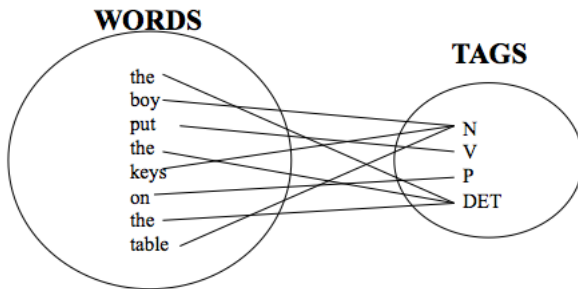 WORDS
TAGS
the
boy
put
the
keys
on
the
table
N
V
P
DET